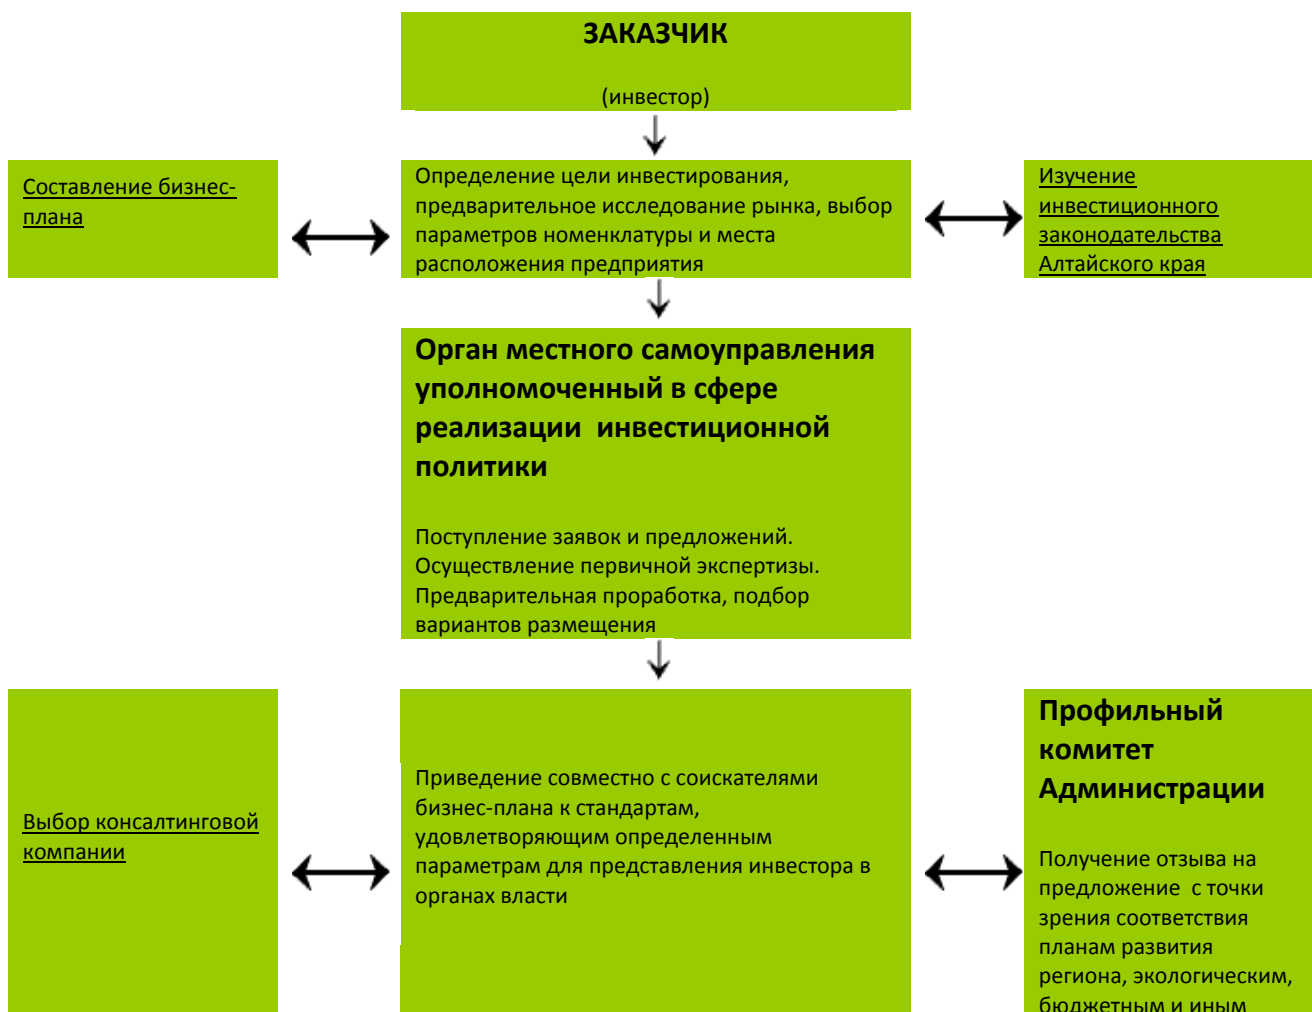 ЗАКАЗЧИК
(инвестор)
Составление бизнес-
плана
Определение цели инвестирования,
предварительное исследование рынка, выбор
параметров номенклатуры и места
расположения предприятия
Изучение
инвестиционного
законодательства
Алтайского края
Орган местного самоуправления
уполномоченный в сфере
реализации  инвестиционной
политики
Поступление заявок и предложений.
Осуществление первичной экспертизы.
Предварительная проработка, подбор
вариантов размещения
Выбор консалтинговой
компании
Приведение совместно с соискателями
бизнес-плана к стандартам,
удовлетворяющим определенным
параметрам для представления инвестора в
органах власти
Профильный
комитет
Администрации
Получение отзыва на
предложение  с точки
зрения соответствия
планам развития
региона, экологическим,
бюджетным и иным